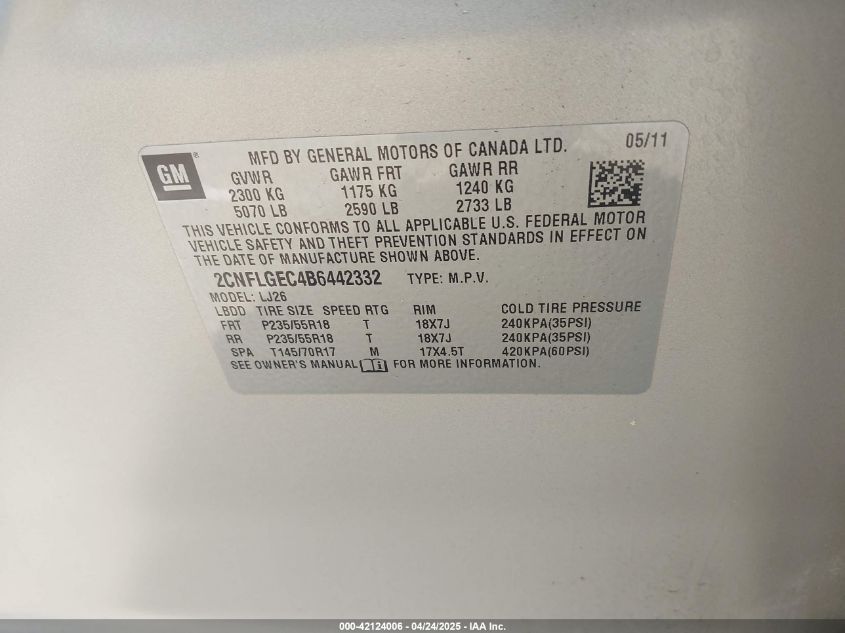 GM ®
MFD BY GENERAL MOTORS OF CANADA LTD. 05/11
GVWR GAWR FRT GAWR RR
2300 KG 1175 KG 1240 KG
5070 LB 2590 LB 2733 LB
THIS VEHICLE CONFORMS TO ALL APPLICABLE U.S. FEDERAL MOTOR
VEHICLE SAFETY AND THEFT PREVENTION STANDARDS IN EFFECT ON
THE DATE OF MANUFACTURE SHOWN ABOVE.
2CNFLGEC4B6442332 TYPE: M.P.V.
MODEL: LJ26
LBDD TIRE SIZE SPEED RTG RIM COLD TIRE PRESSURE
FRT P235/55R18 T 18X7J 240KPA(35PSI)
RR P235/55R18 T 18X7J 240KPA(35PSI)
SPA T145/70R17 M 17X4.5T 420KPA(60PSI)
SEE OWNER'S MANUAL FOR MORE INFORMATION.
000-42124006 - 04/24/2025 - IAA Inc.